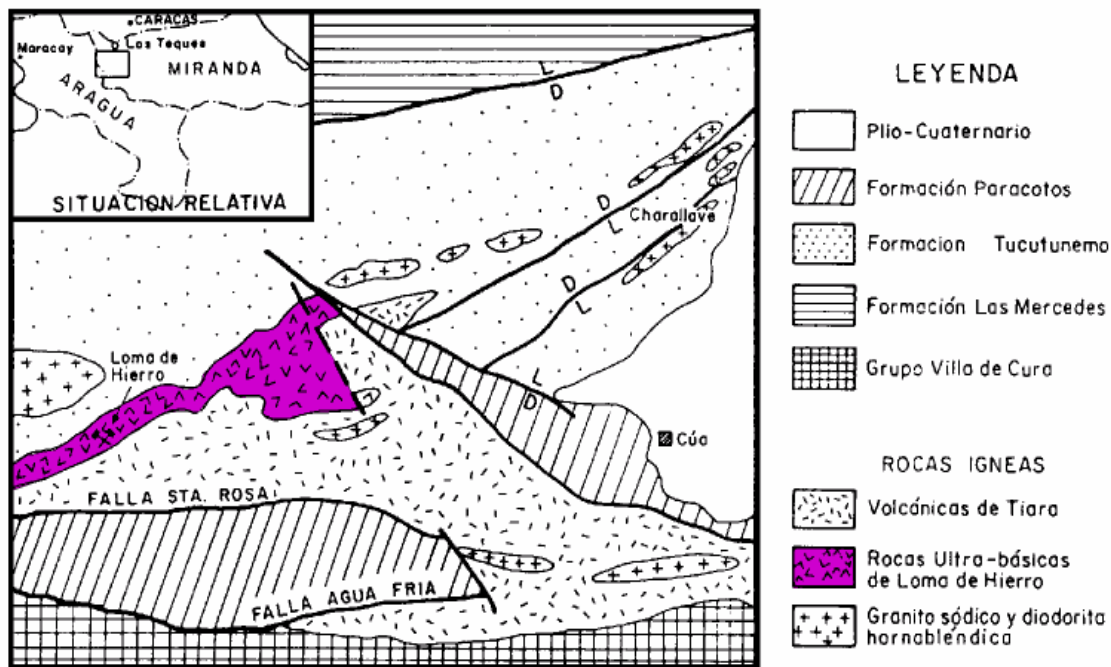 CARACAS
Los Teques
Maracay
MIRANDA
ARAGUA
SITUACION RELATIVA
L
D
D
L
Charallave
D
L
Loma de
Hierro
L
D
Cúa
FALLA STA. ROSA
FALLA AGUA FRIA
LEYENDA
Plio-Cuaternario
Formación Paracotos
Formacion Tucutunemo
Formación Las Mercedes
Grupo Villa de Cura
ROCAS IGNEAS
Volcánicas de Tiara
Rocas Ultra-básicas
de Loma de Hierro
Granito sódico y diodorita
hornabléndica